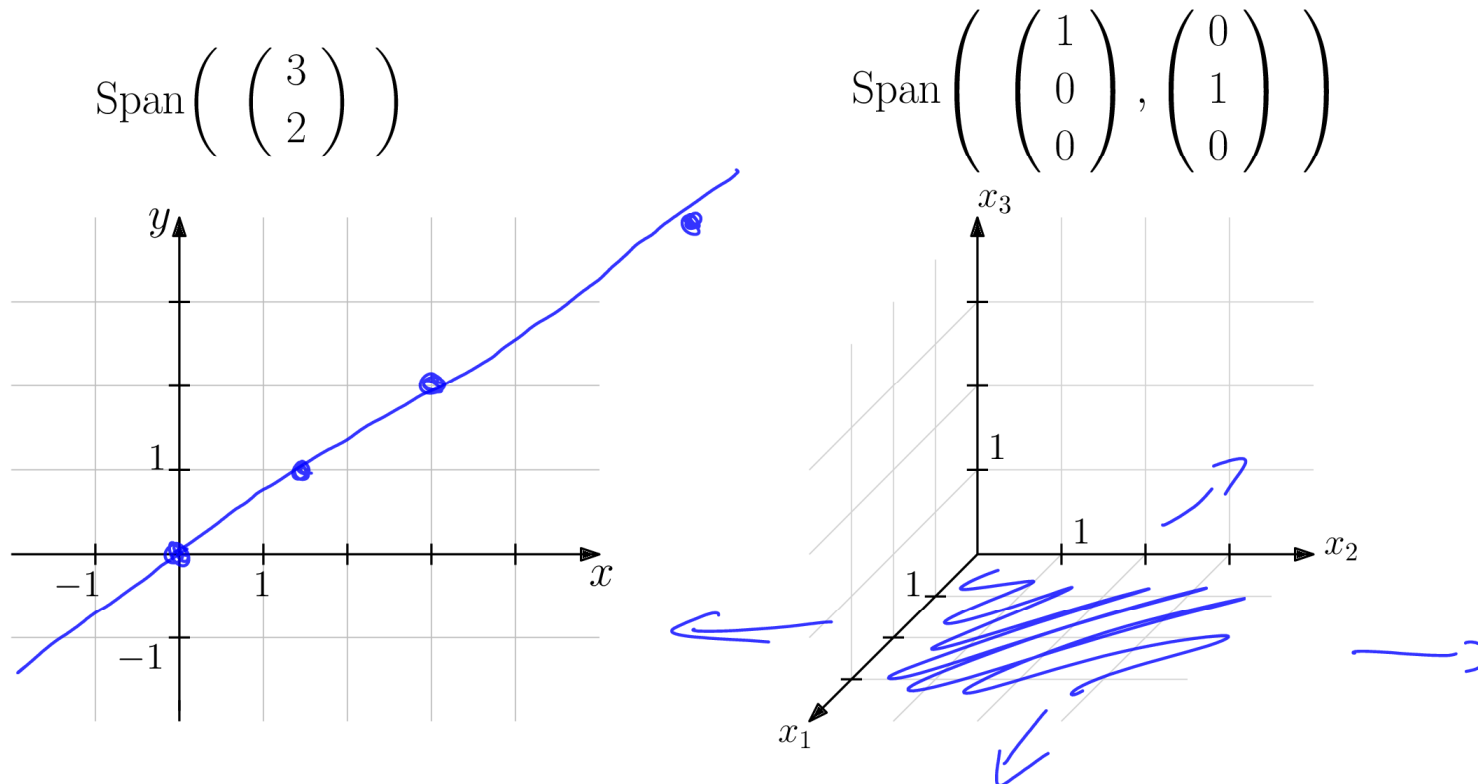 Span( ( 3 2 ) )
Span( ( 1 0 0 ) , ( 0 1 0 ) )
y
1
−1
1
x
−1
x₃
1
1
x₂
1
x₁